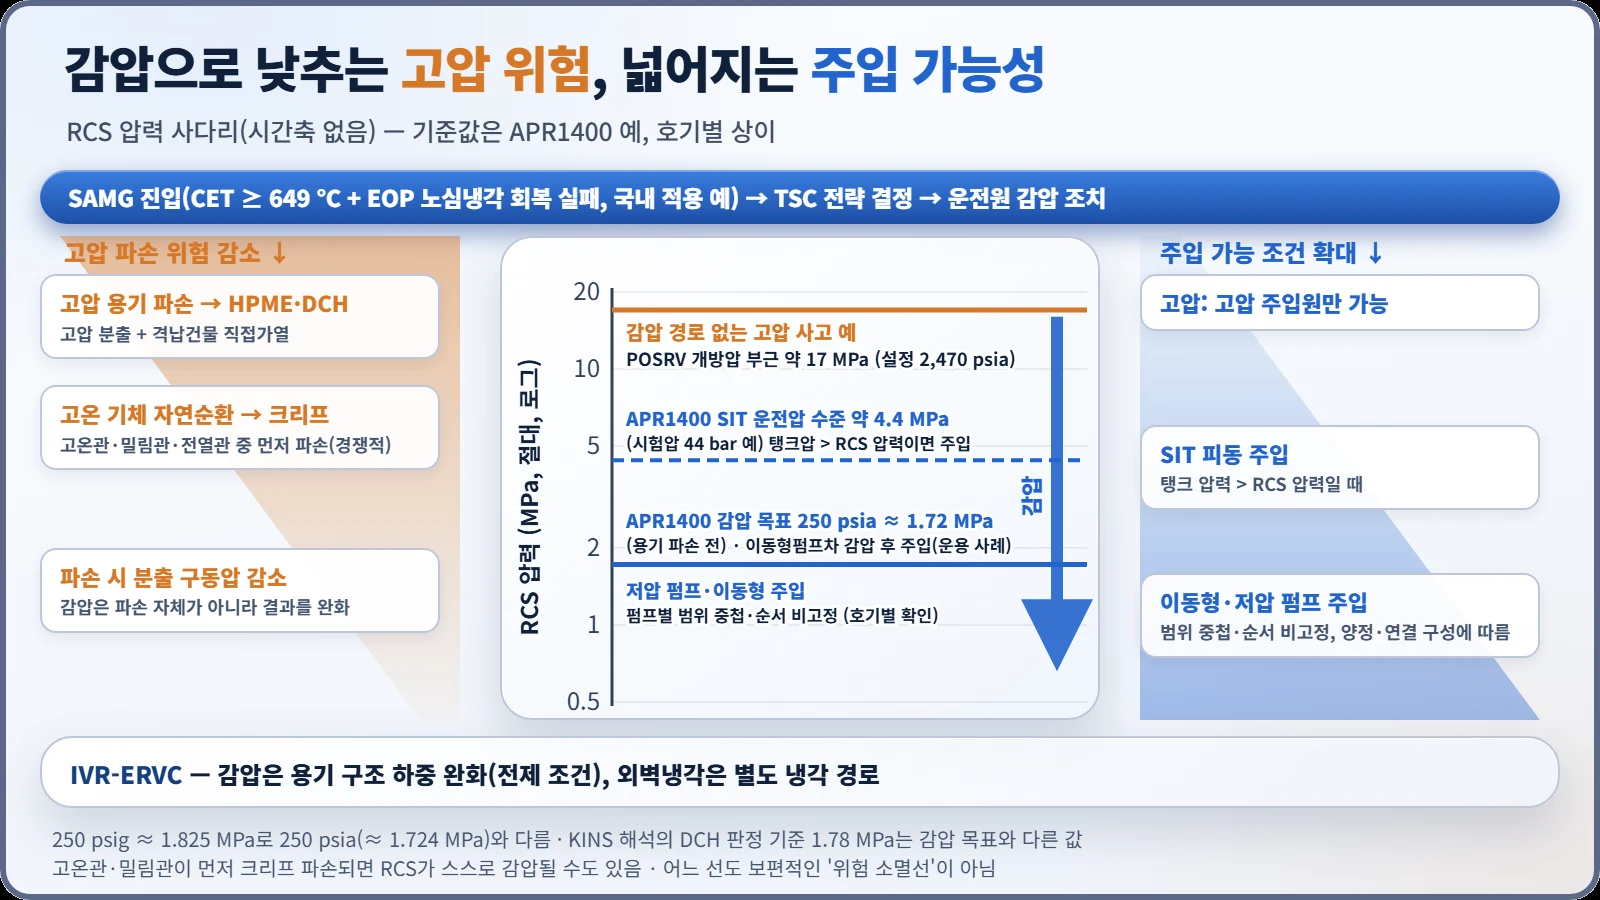 감압으로 낮추는 고압 위험, 넓어지는 주입 가능성
RCS 압력 사다리(시간축 없음) — 기준값은 APR1400 예, 호기별 상이
SAMG 진입(CET ≥ 649 °C + EOP 노심냉각 회복 실패, 국내 적용 예) → TSC 전략 결정 → 운전원 감압 조치
고압 파손 위험 감소 ↓
고압 용기 파손 → HPME·DCH
고압 분출 + 격납건물 직접가열
고온 기체 자연순환 → 크리프
고온관·밀림관·전열관 중 먼저 파손(경쟁적)
파손 시 분출 구동압 감소
감압은 파손 자체가 아니라 결과를 완화
RCS 압력 (MPa, 절대, 로그)
20
10
5
2
1
0.5
감압 경로 없는 고압 사고 예
POSRV 개방압 부근 약 17 MPa (설정 2,470 psia)
APR1400 SIT 운전압 수준 약 4.4 MPa
(시험압 44 bar 예) 탱크압 > RCS 압력이면 주입
감압
APR1400 감압 목표 250 psia ≈ 1.72 MPa
(용기 파손 전) · 이동형펌프차 감압 후 주입(운용 사례)
저압 펌프·이동형 주입
펌프별 범위 중첩·순서 비고정 (호기별 확인)
주입 가능 조건 확대 ↓
고압: 고압 주입원만 가능
SIT 피동 주입
탱크 압력 > RCS 압력일 때
이동형·저압 펌프 주입
범위 중첩·순서 비고정, 양정·연결 구성에 따름
IVR-ERVC — 감압은 용기 구조 하중 완화(전제 조건), 외벽냉각은 별도 냉각 경로
250 psig ≈ 1.825 MPa로 250 psia(≈ 1.724 MPa)와 다름 · KINS 해석의 DCH 판정 기준 1.78 MPa는 감압 목표와 다른 값
고온관·밀림관이 먼저 크리프 파손되면 RCS가 스스로 감압될 수도 있음 · 어느 선도 보편적인 '위험 소멸선'이 아님